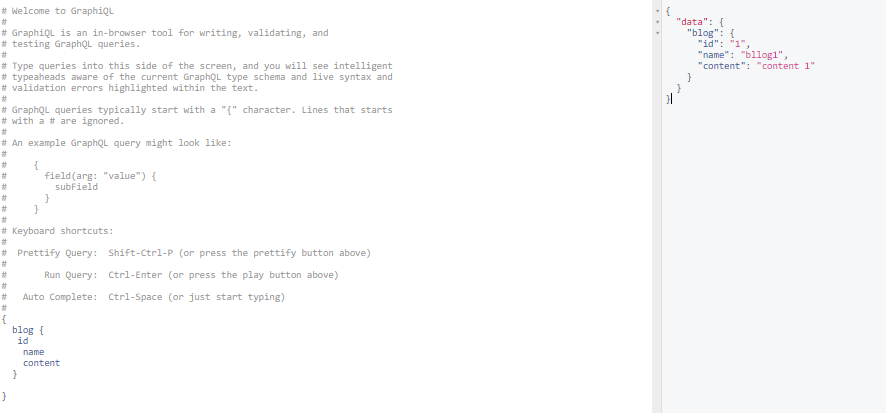 # Welcome to GraphiQL
#
# GraphiQL is an in-browser tool for writing, validating, and
# testing GraphQL queries.
#
# Type queries into this side of the screen, and you will see intelligent
# typeaheads aware of the current GraphQL type schema and live syntax and
# validation errors highlighted within the text.
#
# GraphQL queries typically start with a "{" character. Lines that starts
# with a # are ignored.
#
# An example GraphQL query might look like:
#
#     {
#       field(arg: "value") {
#         subField
#       }
#     }
#
# Keyboard shortcuts:
#
#  Prettify Query:  Shift-Ctrl-P (or press the prettify button above)
#
#       Run Query:  Ctrl-Enter (or press the play button above)
#
#   Auto Complete:  Ctrl-Space (or just start typing)
#
{
  blog {
   id
    name
    content
  }

}
{
  "data": {
    "blog": {
      "id": "1",
      "name": "bllog1",
      "content": "content 1"
    }
  }
}